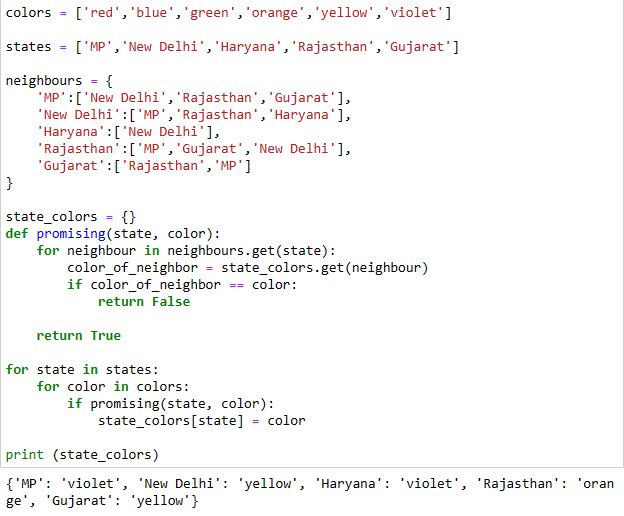 colors = ['red','blue','green','orange','yellow','violet']
states = ['MP','New Delhi','Haryana','Rajasthan','Gujarat']
neighbours = {
    'MP':['New Delhi','Rajasthan','Gujarat'],
    'New Delhi':['MP','Rajasthan','Haryana'],
    'Haryana':['New Delhi'],
    'Rajasthan':['MP','Gujarat','New Delhi'],
    'Gujarat':['Rajasthan','MP']
}
state_colors = {}
def promising(state, color):
    for neighbour in neighbours.get(state):
        color_of_neighbor = state_colors.get(neighbour)
        if color_of_neighbor == color:
            return False
    return True
for state in states:
    for color in colors:
        if promising(state, color):
            state_colors[state] = color
print (state_colors)
{'MP': 'violet', 'New Delhi': 'yellow', 'Haryana': 'violet', 'Rajasthan': 'oran
ge', 'Gujarat': 'yellow'}